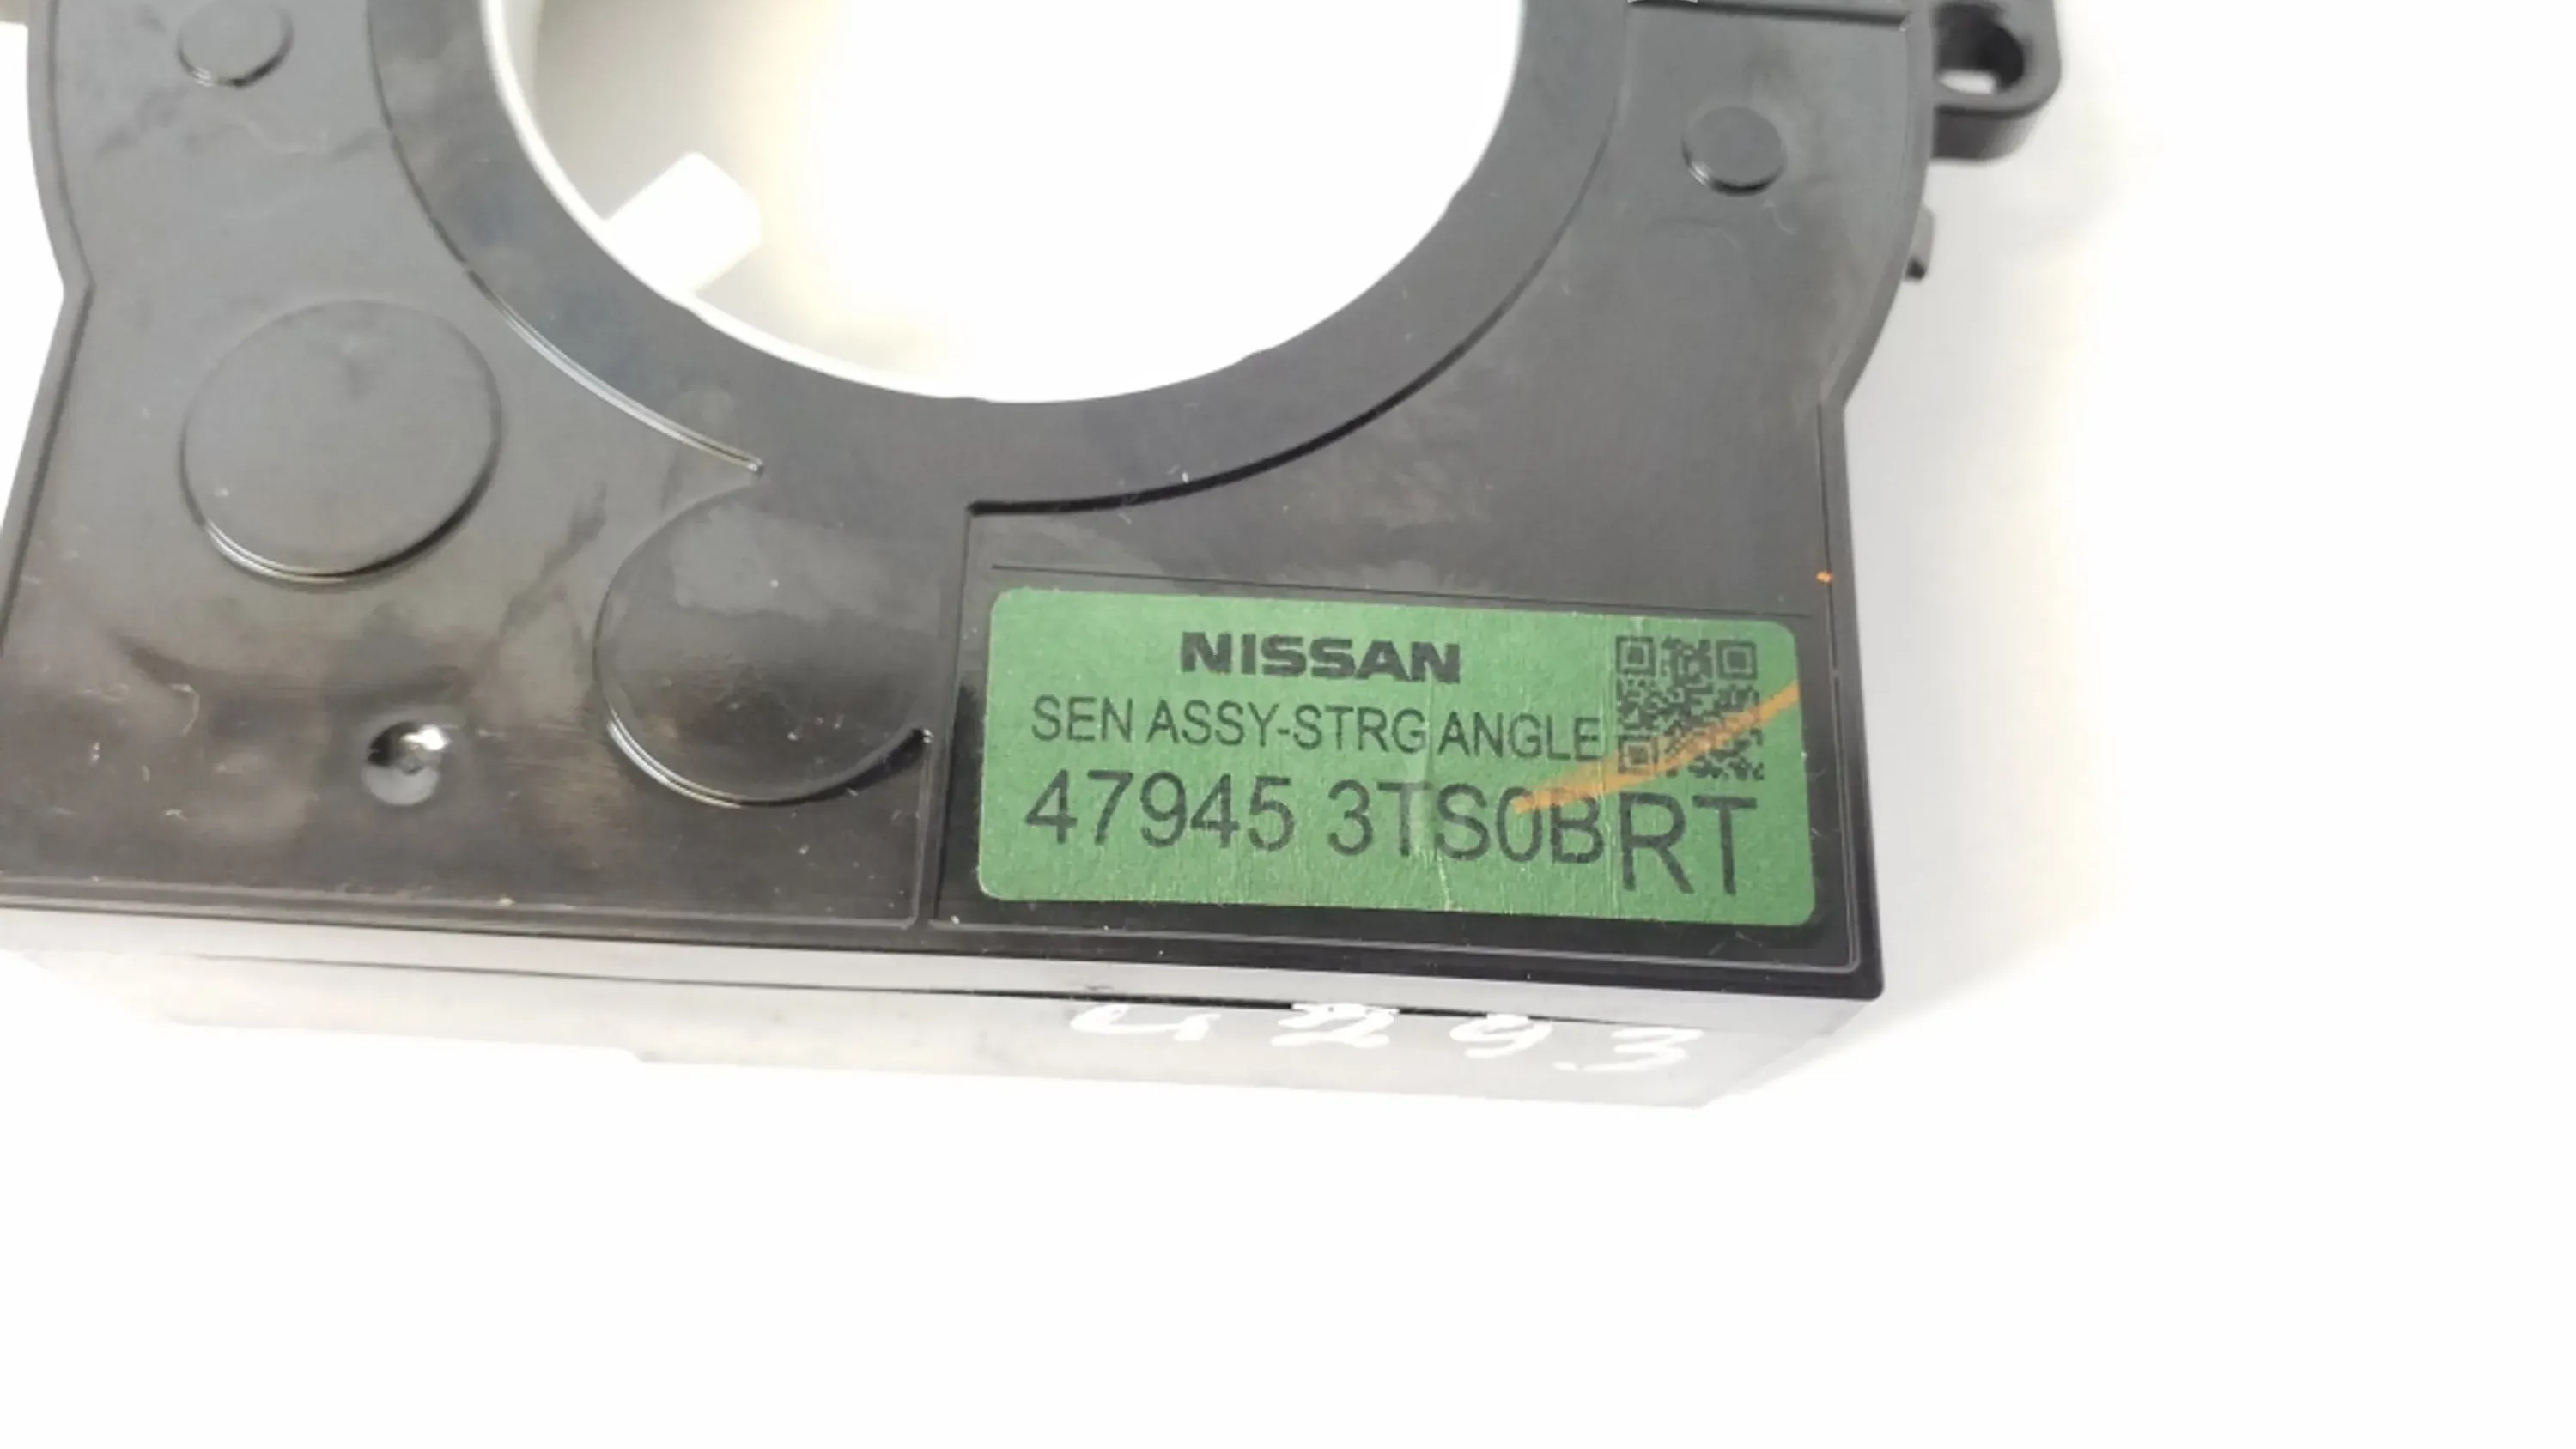 NISSAN
SEN ASSY-STRG ANGLE
47945 3TS0B RT